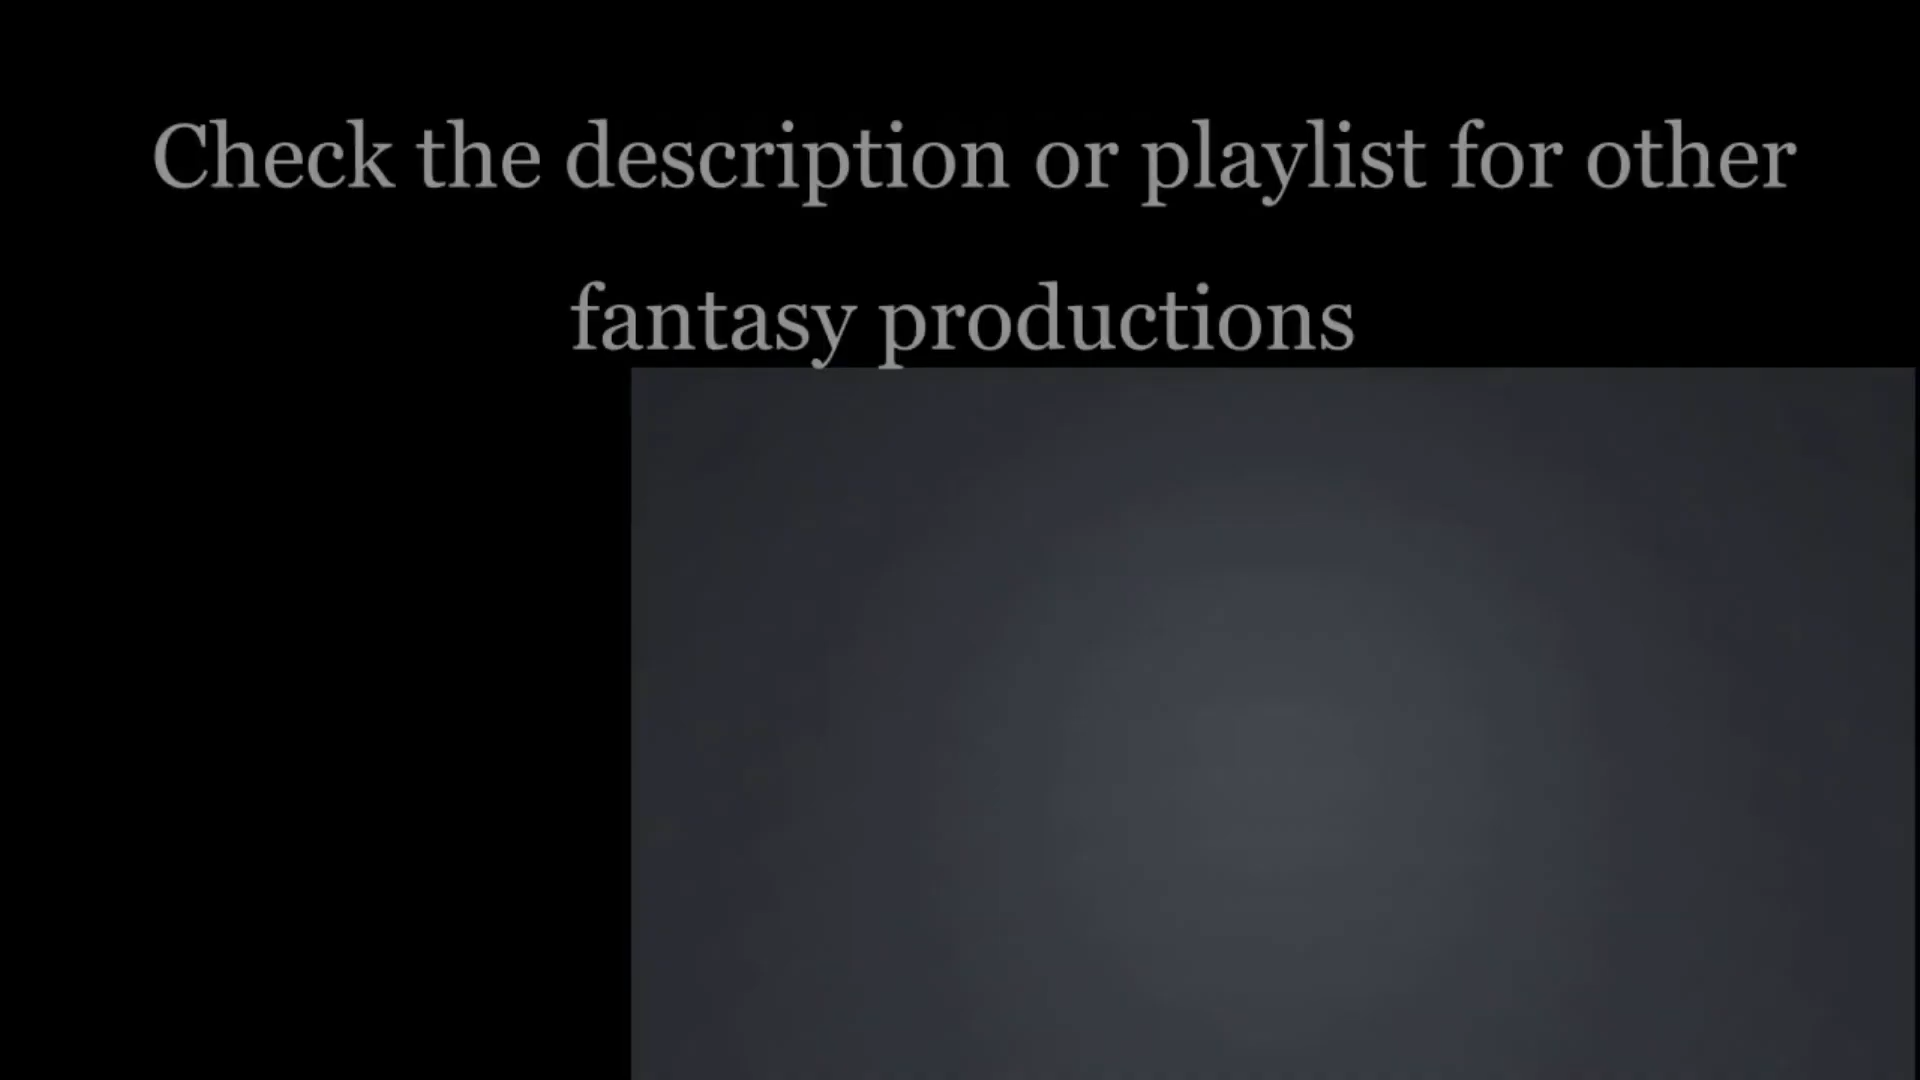 Check the description or playlist for other
fantasy productions